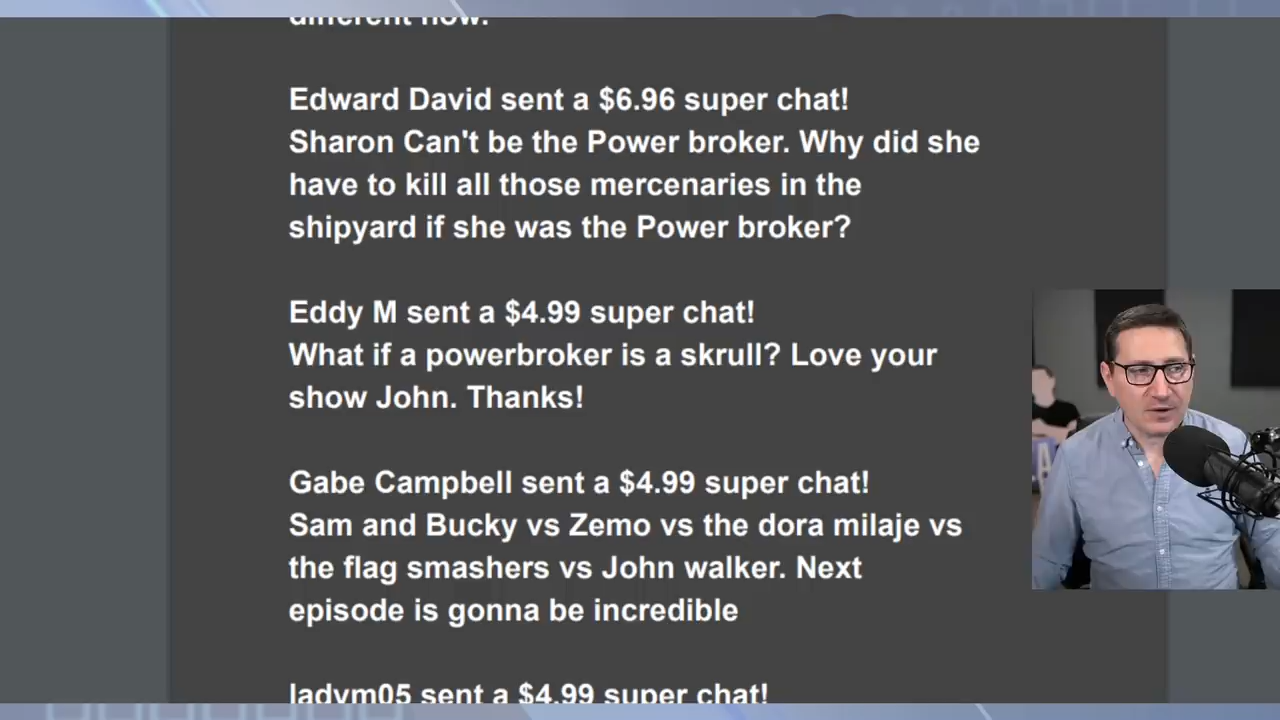 different now.
Edward David sent a $6.96 super chat!
Sharon Can't be the Power broker. Why did she
have to kill all those mercenaries in the
shipyard if she was the Power broker?
Eddy M sent a $4.99 super chat!
What if a powerbroker is a skrull? Love your
show John. Thanks!
Gabe Campbell sent a $4.99 super chat!
Sam and Bucky vs Zemo vs the dora milaje vs
the flag smashers vs John walker. Next
episode is gonna be incredible
ladym05 sent a $4.99 super chat!